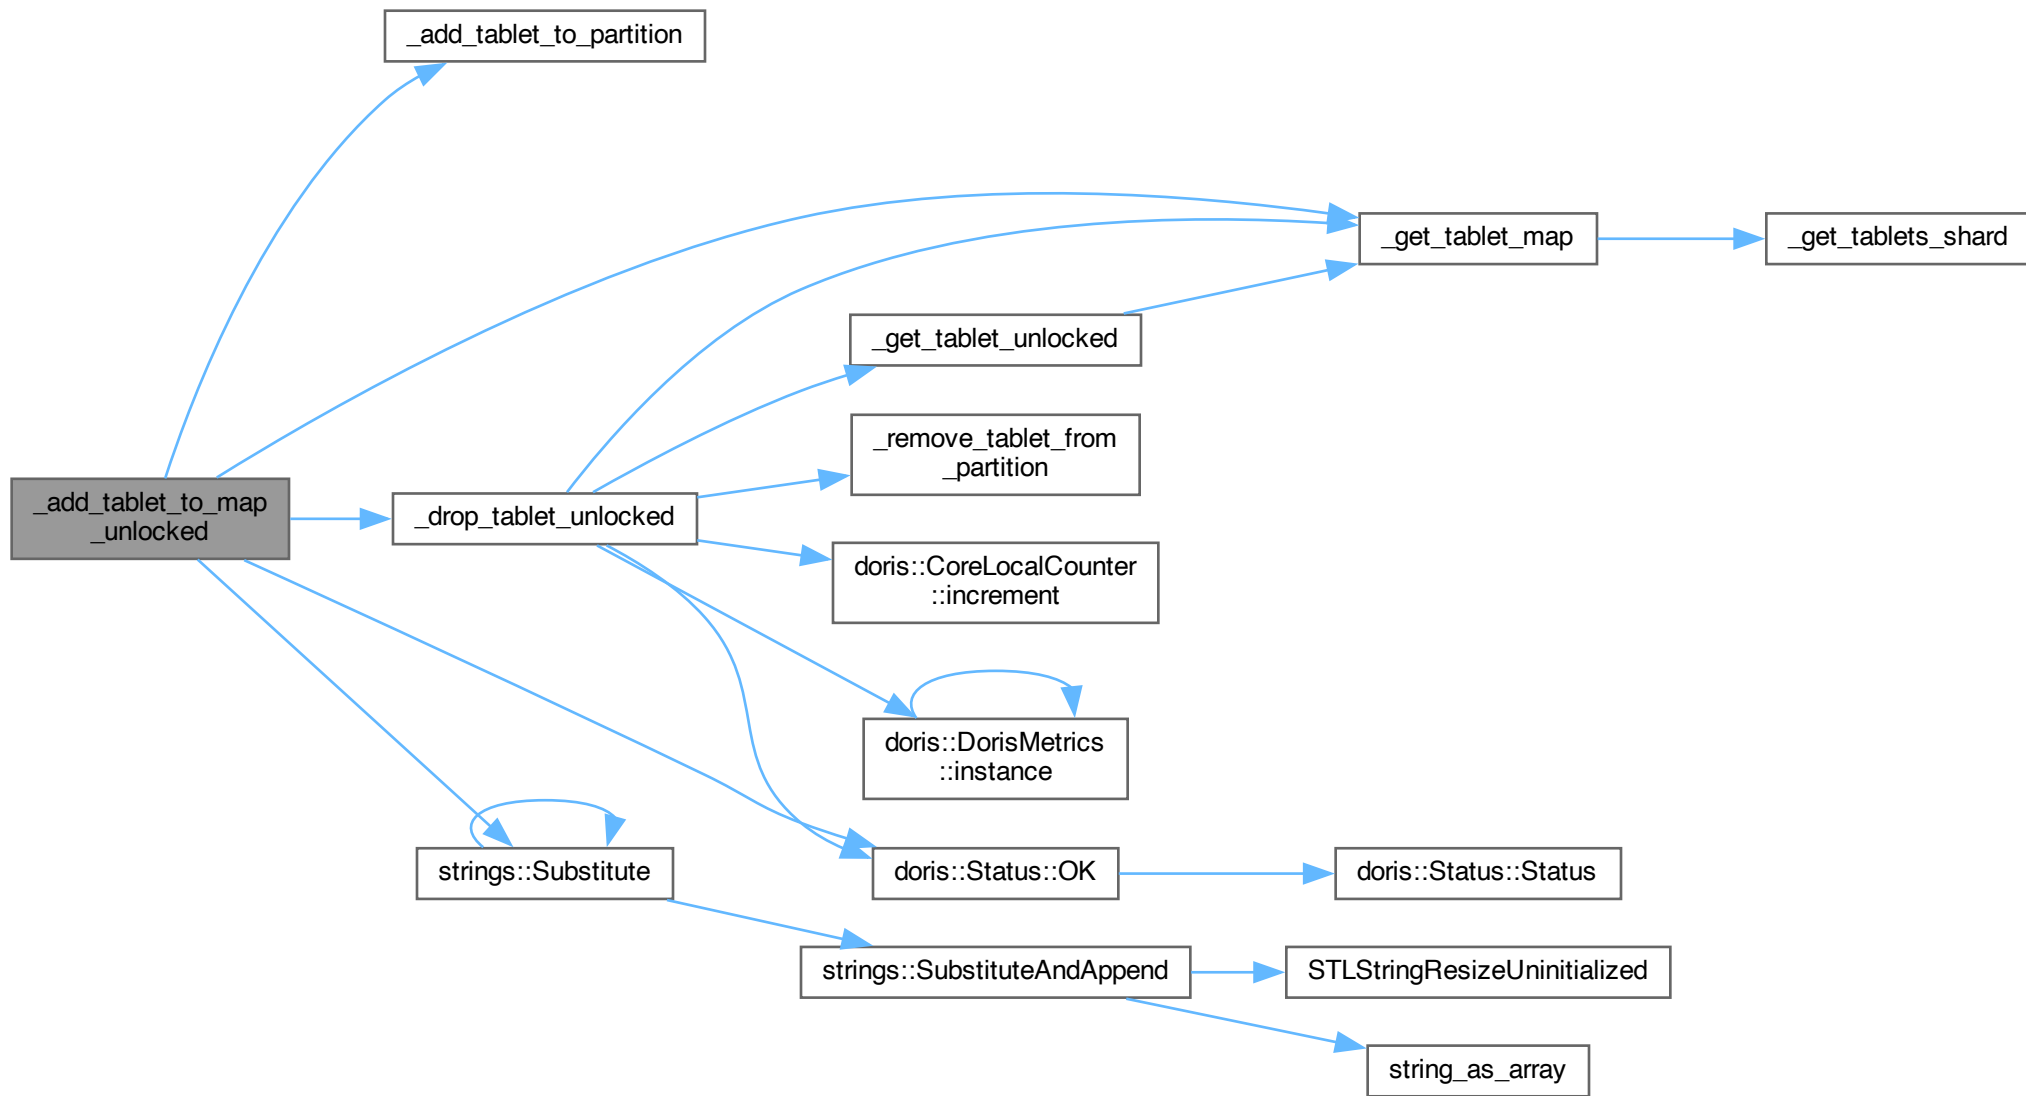 _add_tablet_to_partition
_get_tablet_map
_get_tablets_shard
_get_tablet_unlocked
_remove_tablet_from
_partition
_add_tablet_to_map
_unlocked
_drop_tablet_unlocked
doris::CoreLocalCounter
::increment
doris::DorisMetrics
::instance
strings::Substitute
doris::Status::OK
doris::Status::Status
strings::SubstituteAndAppend
STLStringResizeUninitialized
string_as_array